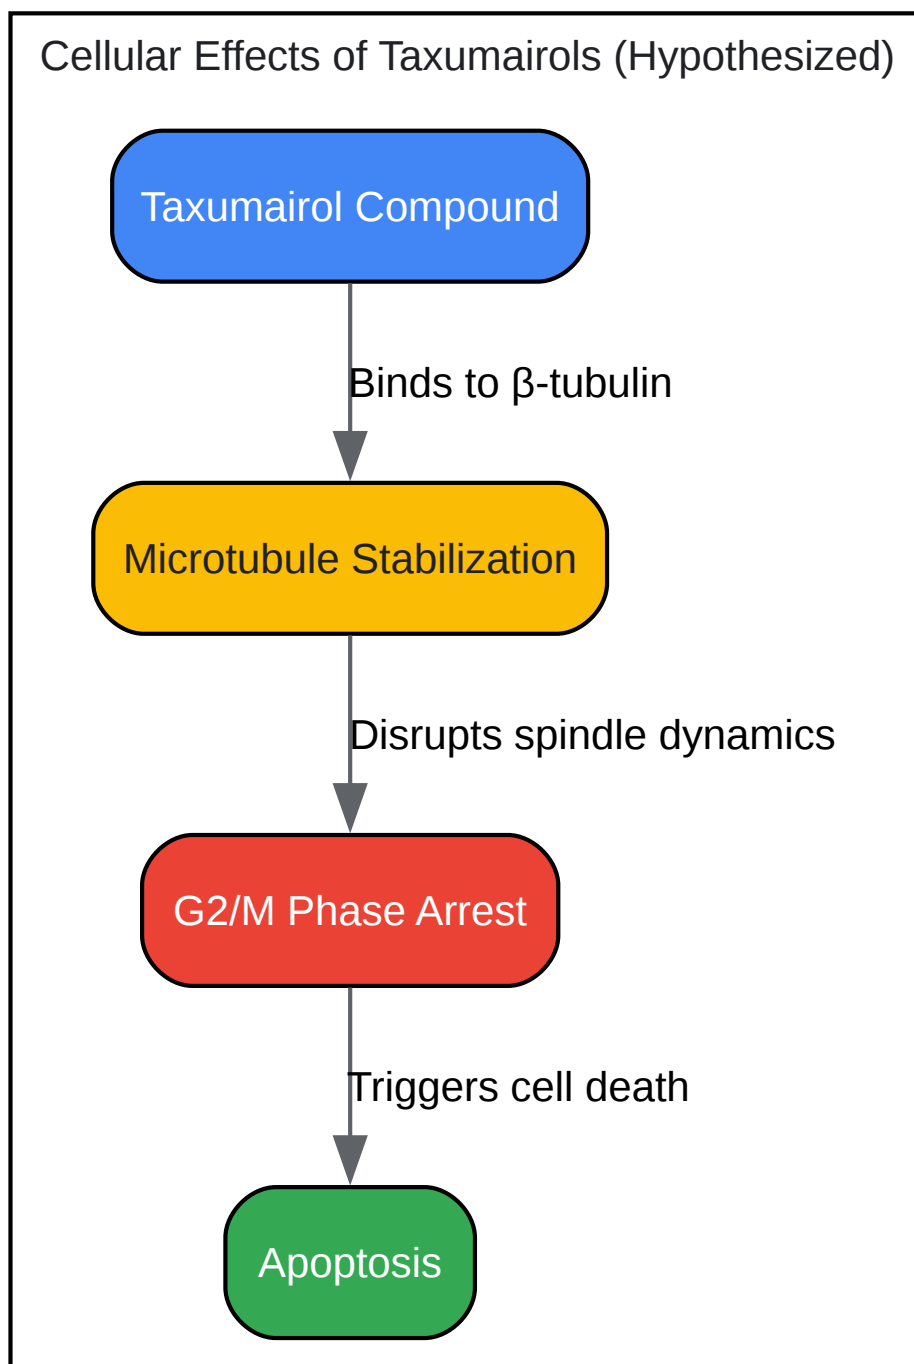 Cellular Effects of Taxumairols (Hypothesized)
Taxumairol Compound
Binds to β-tubulin
Microtubule Stabilization
Disrupts spindle dynamics
G2/M Phase Arrest
Triggers cell death
Apoptosis